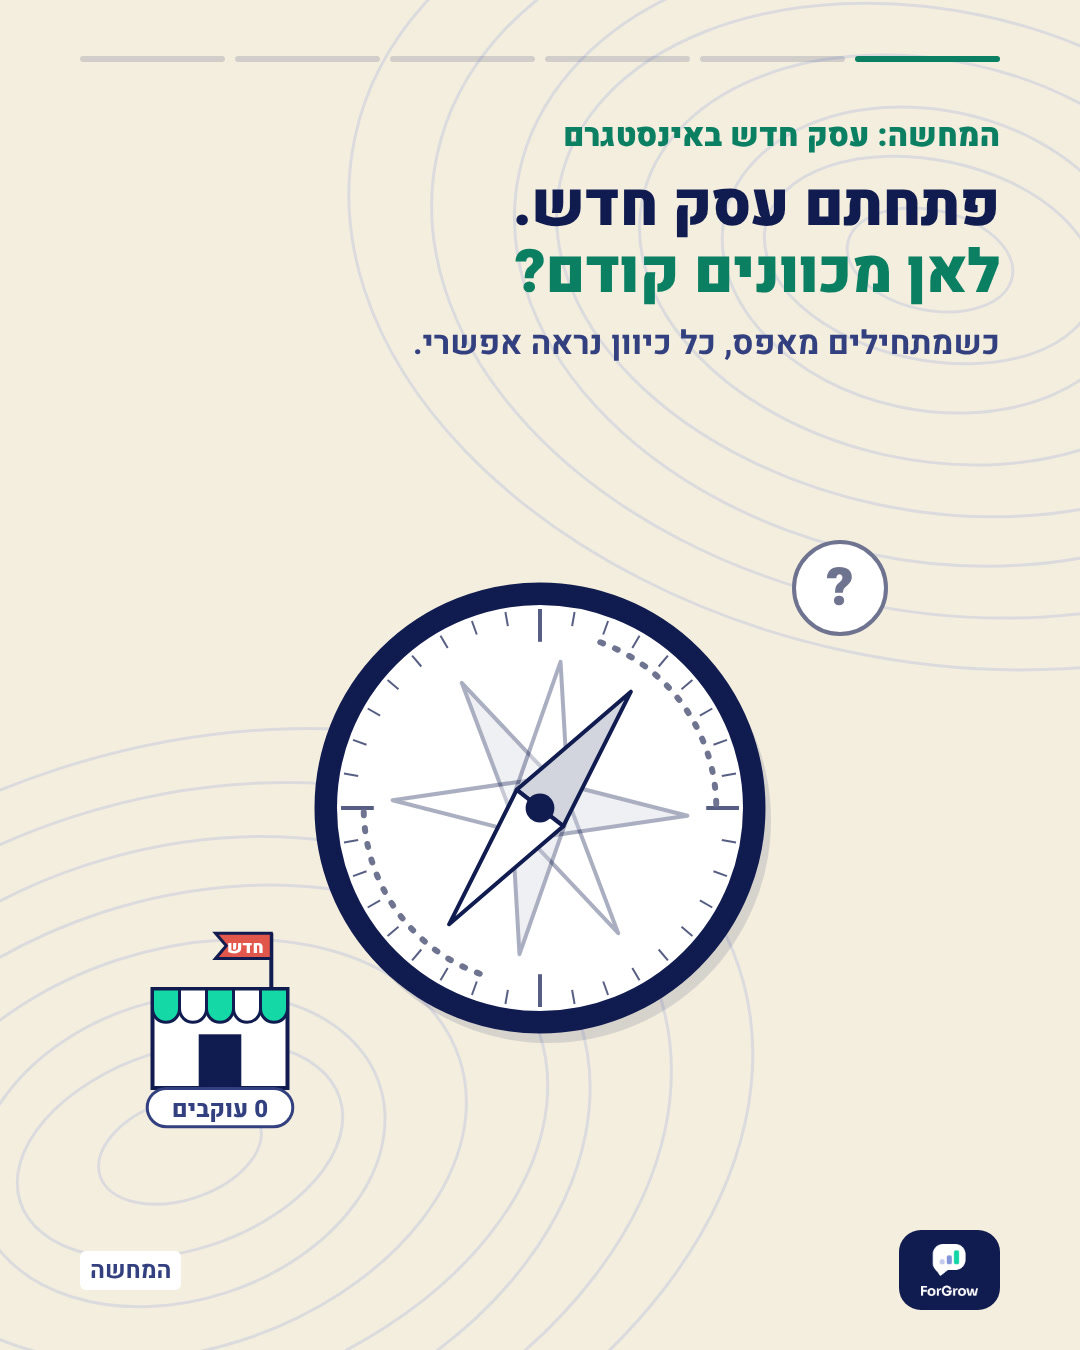 המחשה: עסק חדש באינסטגרם
פתחתם עסק חדש.
לאן מכוונים קודם?
כשמתחילים מאפס, כל כיוון נראה אפשרי.
?
חדש
0 עוקבים
המחשה
ForGrow